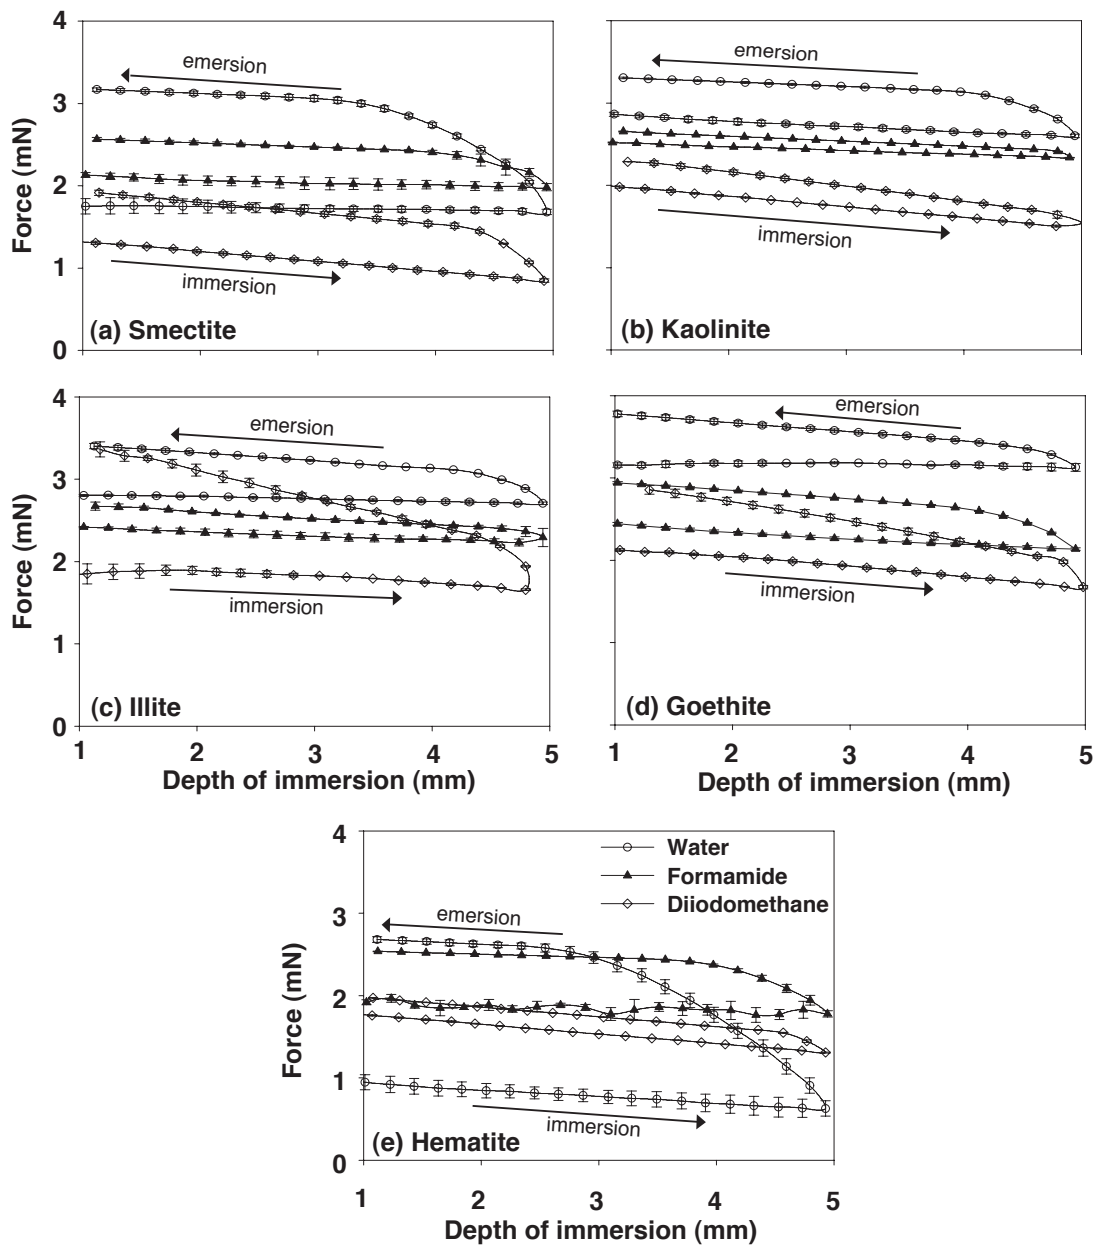 4
3
2
1
0
Force (mN)
emersion
immersion
(a) Smectite
emersion
immersion
(b) Kaolinite
4
3
2
1
0
Force (mN)
emersion
immersion
(c) Illite
1 2 3 4 5
Depth of immersion (mm)
emersion
immersion
(d) Goethite
1 2 3 4 5
Depth of immersion (mm)
4
3
2
1
0
Force (mN)
Water
Formamide
Diiodomethane
emersion
immersion
(e) Hematite
1 2 3 4 5
Depth of immersion (mm)